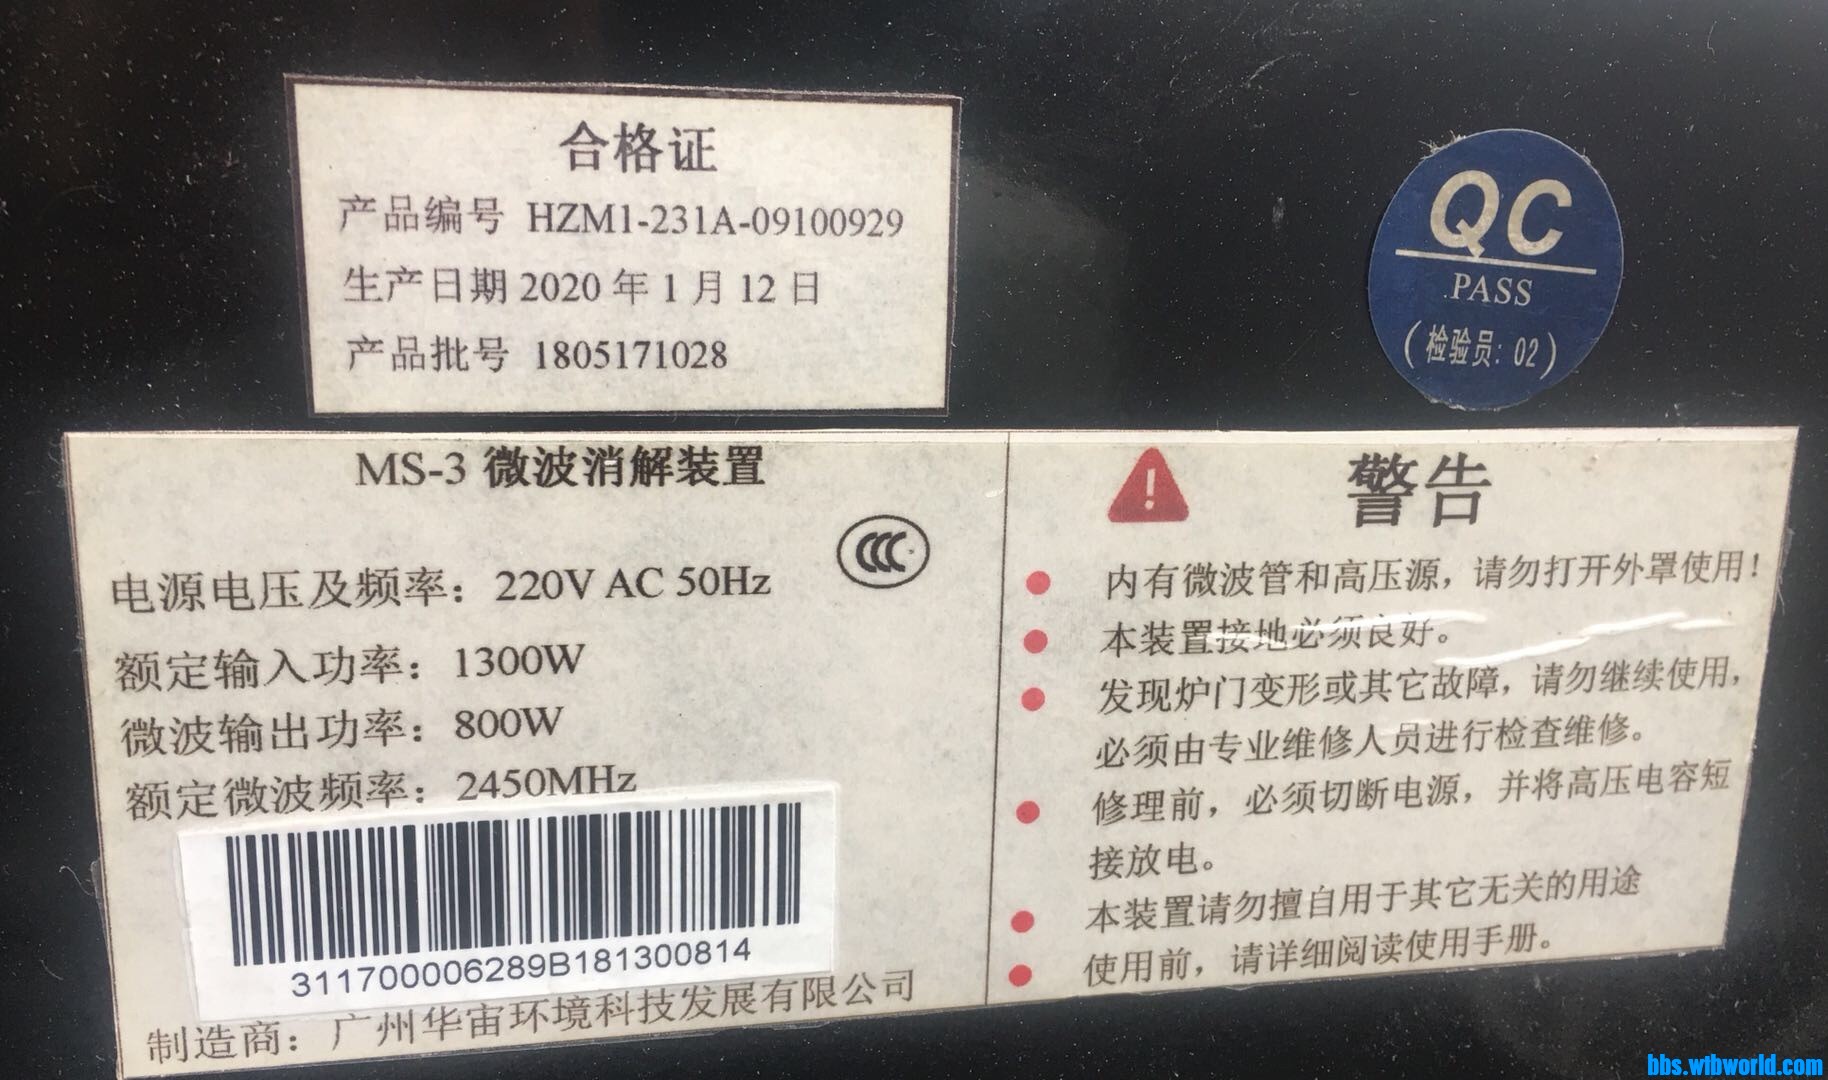 合格证
产品编号 HZM1-231A-09100929
生产日期 2020 年 1 月 12 日
产品批号 1805171028
QC
PASS
(检验员: 02)
MS-3 微波消解装置
CCC
电源电压及频率: 220V AC 50Hz
额定输入功率: 1300W
微波输出功率: 800W
额定微波频率: 2450MHz
311700006289B181300814
制造商: 广州华宙环境科技发展有限公司
!
警告
内有微波管和高压源, 请勿打开外罩使用!
本装置接地必须良好。
发现炉门变形或其它故障, 请勿继续使用,
必须由专业维修人员进行检查维修。
修理前, 必须切断电源, 并将高压电容短
接放电。
本装置请勿擅自用于其它无关的用途
使用前, 请详细阅读使用手册。
bbs.wibworld.com